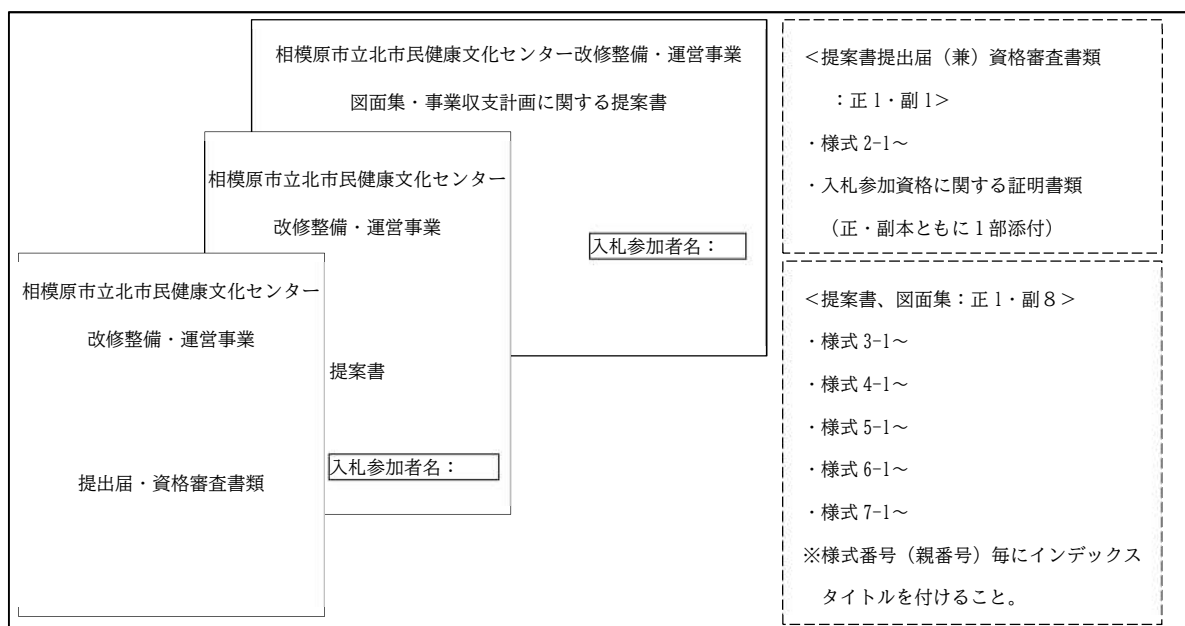 相模原市立北市民健康文化センター改修整備・運営事業
図面集・事業収支計画に関する提案書
入札参加者名：
相模原市立北市民健康文化センター
改修整備・運営事業
提案書
入札参加者名：
相模原市立北市民健康文化センター
改修整備・運営事業
提出届・資格審査書類
＜提案書提出届（兼）資格審査書類
：正 1・副 1＞
・様式 2-1～
・入札参加資格に関する証明書類
（正・副本ともに 1 部添付）
＜提案書、図面集：正 1・副８＞
・様式 3-1～
・様式 4-1～
・様式 5-1～
・様式 6-1～
・様式 7-1～
※様式番号（親番号）毎にインデックス
タイトルを付けること。